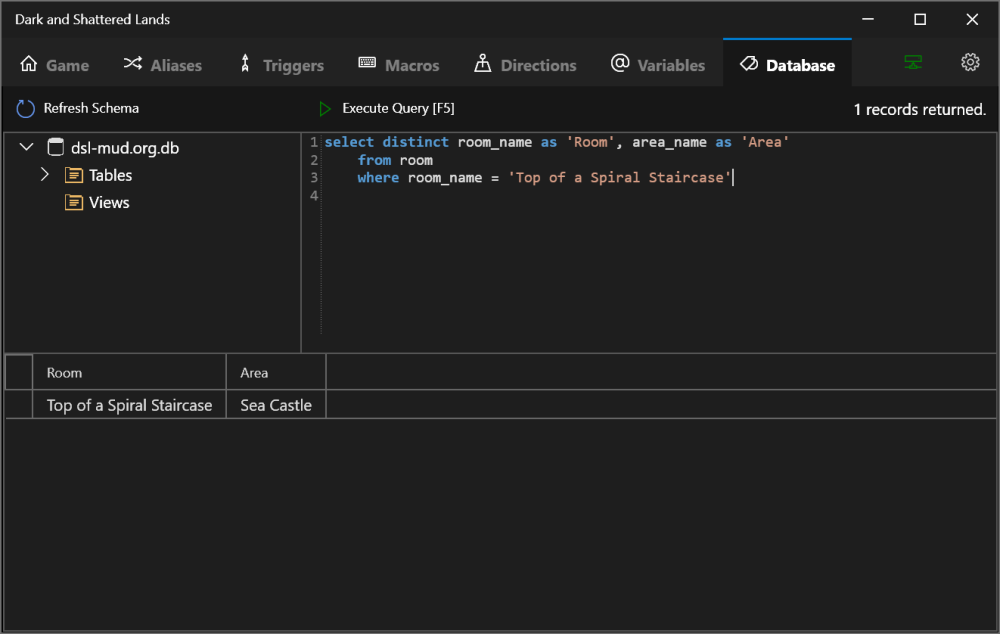 Dark and Shattered Lands
Game Aliases Triggers Macros Directions @ Variables Database
Refresh Schema Execute Query [F5] 1 records returned.
dsl-mud.org.db
Tables
Views
1 select distinct room_name as 'Room', area_name as 'Area'
2 from room
3 where room_name = 'Top of a Spiral Staircase'
4
Room Area
Top of a Spiral Staircase Sea Castle